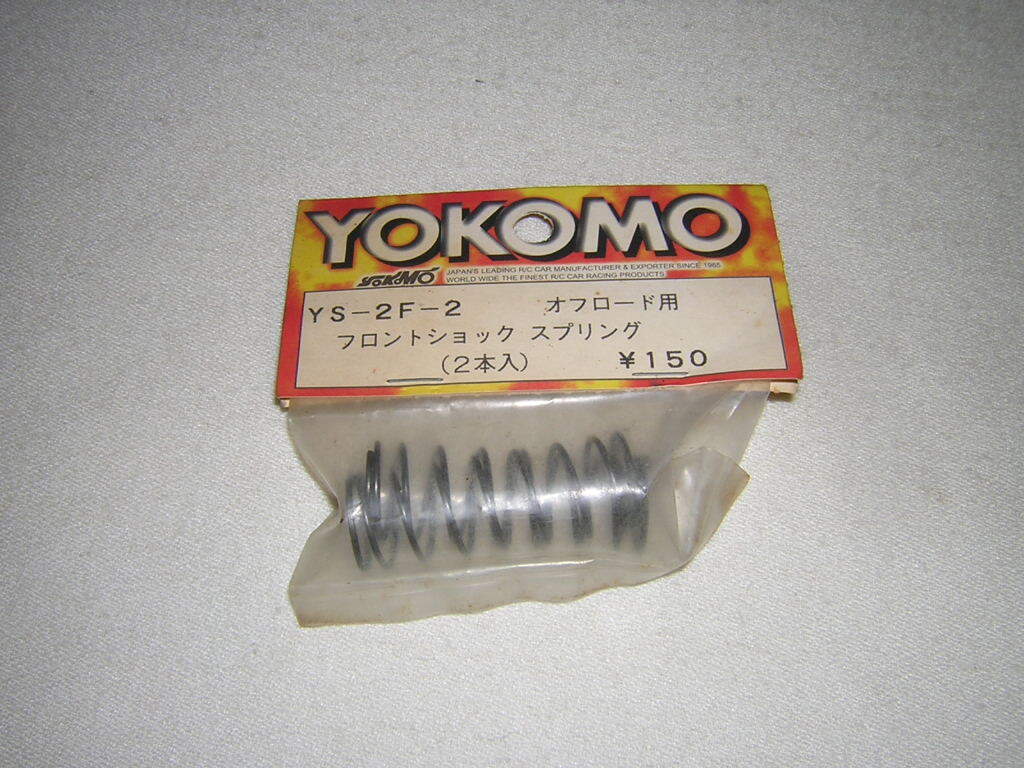 YOKOMO
YOKOMO JAPAN'S LEADING R/C CAR MANUFACTURER & EXPORTER SINCE 1965
WORLD WIDE THE FINEST R/C CAR RACING PRODUCTS
YS-2F-2 オフロード用
フロントショック スプリング
(2本入) ¥150